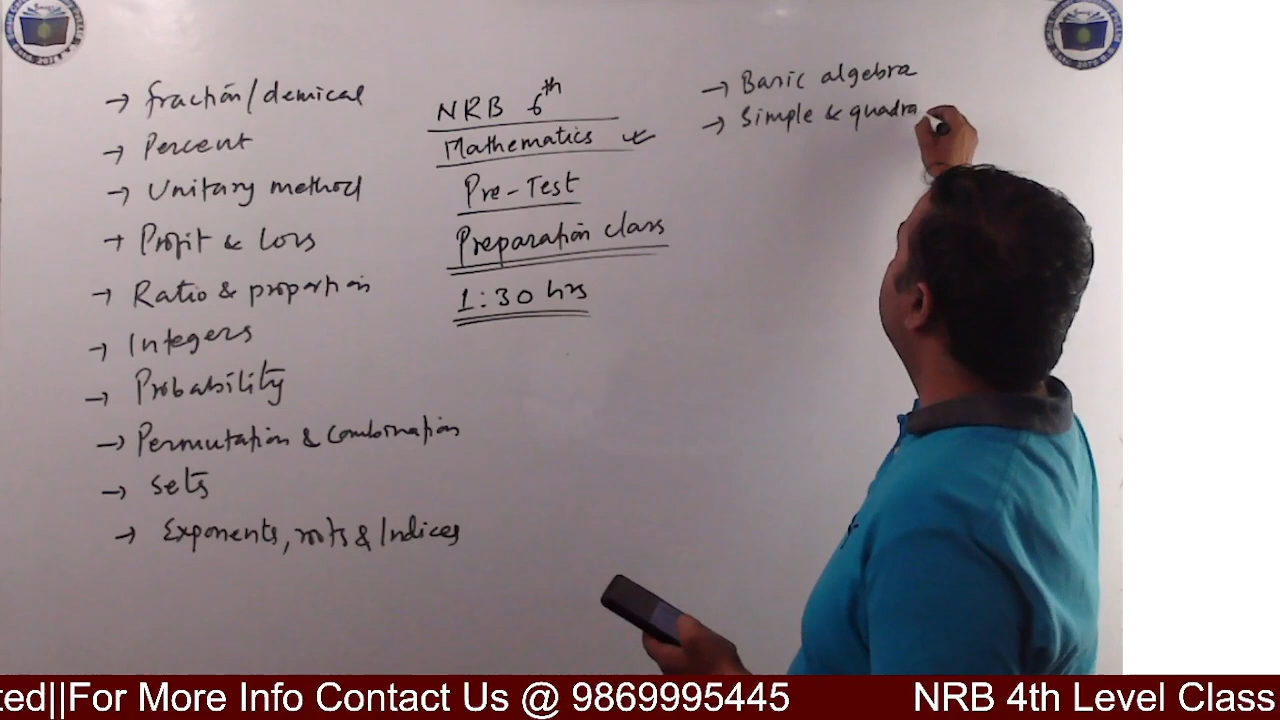 → fraction/demical
→ Percent
→ Unitary method
→ Profit & Loss
→ Ratio & proportion
→ Integers
→ Probability
→ Permutation & combination
→ Sets
→ Exponents, roots & Indices
NRB 6th
Mathematics
Pre-Test
Preparation class
1:30 hrs
→ Basic algebra
→ Simple & quadra
ted||For More Info Contact Us @ 9869995445 NRB 4th Level Class